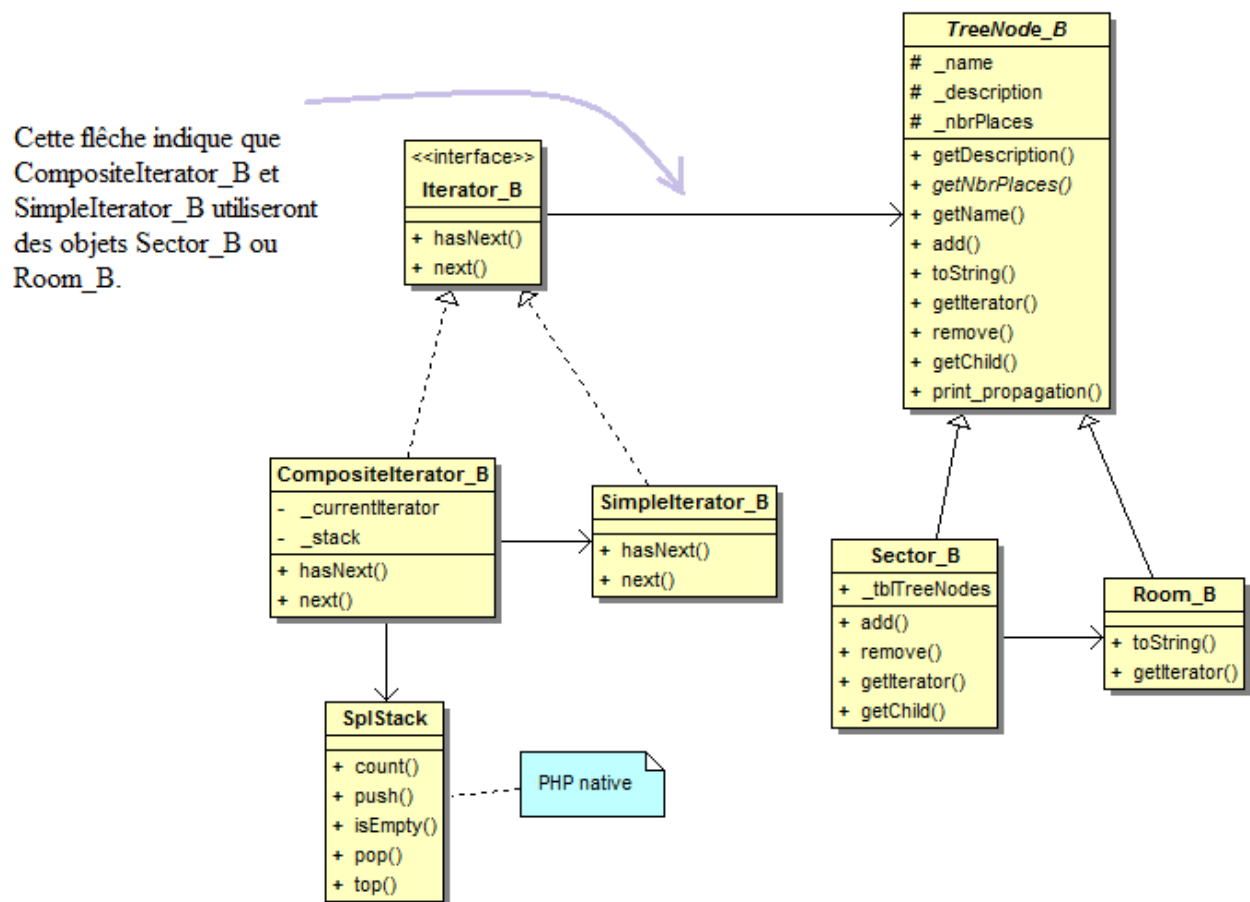 Cette flêche indique que
CompositeIterator_B et
SimpleIterator_B utiliseront
des objets Sector_B ou
Room_B.
<<interface>>
Iterator_B
+ hasNext()
+ next()
TreeNode_B
# _name
# _description
# _nbrPlaces
+ getDescription()
+ getNbrPlaces()
+ getName()
+ add()
+ toString()
+ getIterator()
+ remove()
+ getChild()
+ print_propagation()
CompositeIterator_B
- _currentIterator
- _stack
+ hasNext()
+ next()
SimpleIterator_B
+ hasNext()
+ next()
Sector_B
+ _tblTreeNodes
+ add()
+ remove()
+ getIterator()
+ getChild()
Room_B
+ toString()
+ getIterator()
SplStack
+ count()
+ push()
+ isEmpty()
+ pop()
+ top()
PHP native